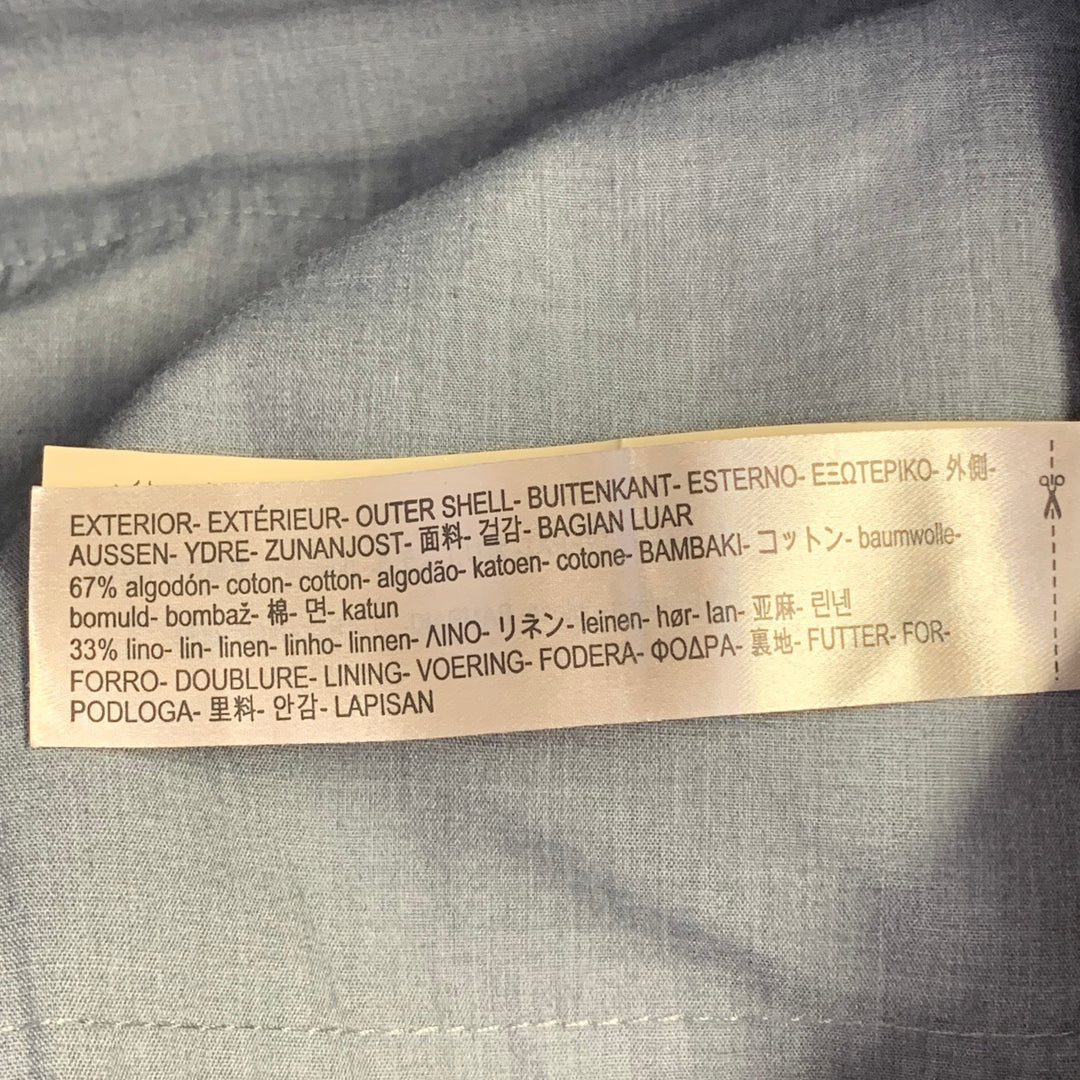 EXTERIOR- EXTÉRIEUR- OUTER SHELL- BUITENKANT- ESTERNO- ΕΞΩΤΕΡΙΚΟ- 外側-
AUSSEN- YDRE- ZUNANJOST- 面料- 겉감- BAGIAN LUAR
67% algodón- coton- cotton- algodão- katoen- cotone- BAMBAKI- コットン- baumwolle-
bomuld- bombaž- 棉- 면- katun
33% lino- lin- linen- linho- linnen- ΛΙΝΟ- リネン- leinen- hør- lan- 亚麻- 린넨
FORRO- DOUBLURE- LINING- VOERING- FODERA- ΦΟΔΡΑ- 裏地- FUTTER- FOR-
PODLOGA- 里料- 안감- LAPISAN